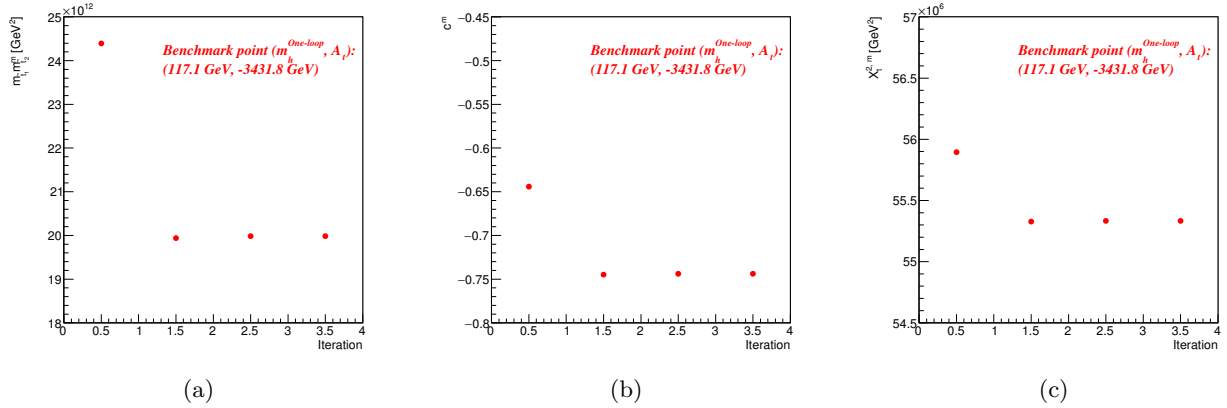 ×10¹²
m_t̃₁ m_t̃₂^m [GeV²]
25
24
23
22
21
20
19
18
0 0.5 1 1.5 2 2.5 3 3.5 4
Iteration
Benchmark point (m_h^One-loop, A_t):
(117.1 GeV, -3431.8 GeV)
(a)
c^m
−0.45
−0.5
−0.55
−0.6
−0.65
−0.7
−0.75
−0.8
0 0.5 1 1.5 2 2.5 3 3.5 4
Iteration
Benchmark point (m_h^One-loop, A_t):
(117.1 GeV, -3431.8 GeV)
(b)
×10⁶
X_t^2, m [GeV²]
57
56.5
56
55.5
55
54.5
0 0.5 1 1.5 2 2.5 3 3.5 4
Iteration
Benchmark point (m_h^One-loop, A_t):
(117.1 GeV, -3431.8 GeV)
(c)